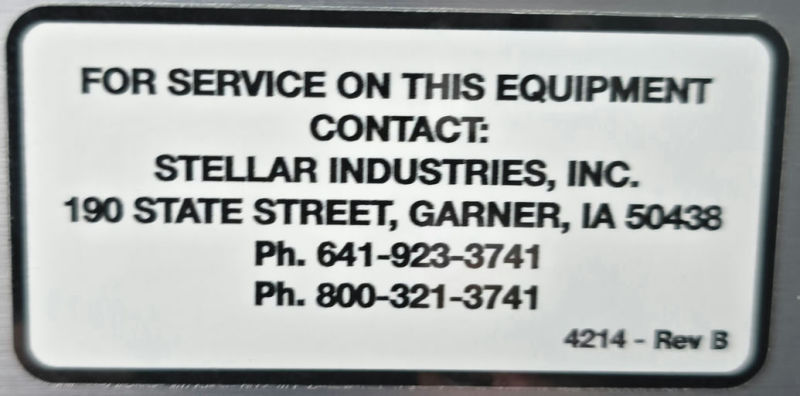 FOR SERVICE ON THIS EQUIPMENT
CONTACT:
STELLAR INDUSTRIES, INC.
190 STATE STREET, GARNER, IA 50438
Ph. 641-923-3741
Ph. 800-321-3741
4214 - Rev B